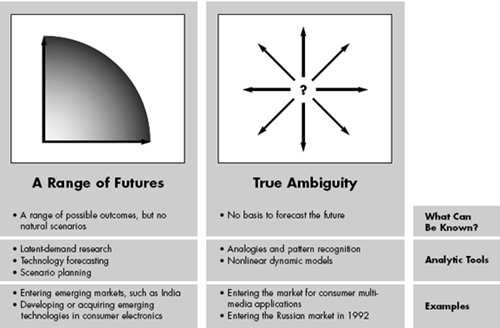 ?
A Range of Futures
True Ambiguity
• A range of possible outcomes, but no
natural scenarios
• No basis to forecast the future
What Can
Be Known?
• Latent-demand research
• Technology forecasting
• Scenario planning
• Analogies and pattern recognition
• Nonlinear dynamic models
Analytic Tools
• Entering emerging markets, such as India
• Developing or acquiring emerging
technologies in consumer electronics
• Entering the market for consumer multi-
media applications
• Entering the Russian market in 1992
Examples